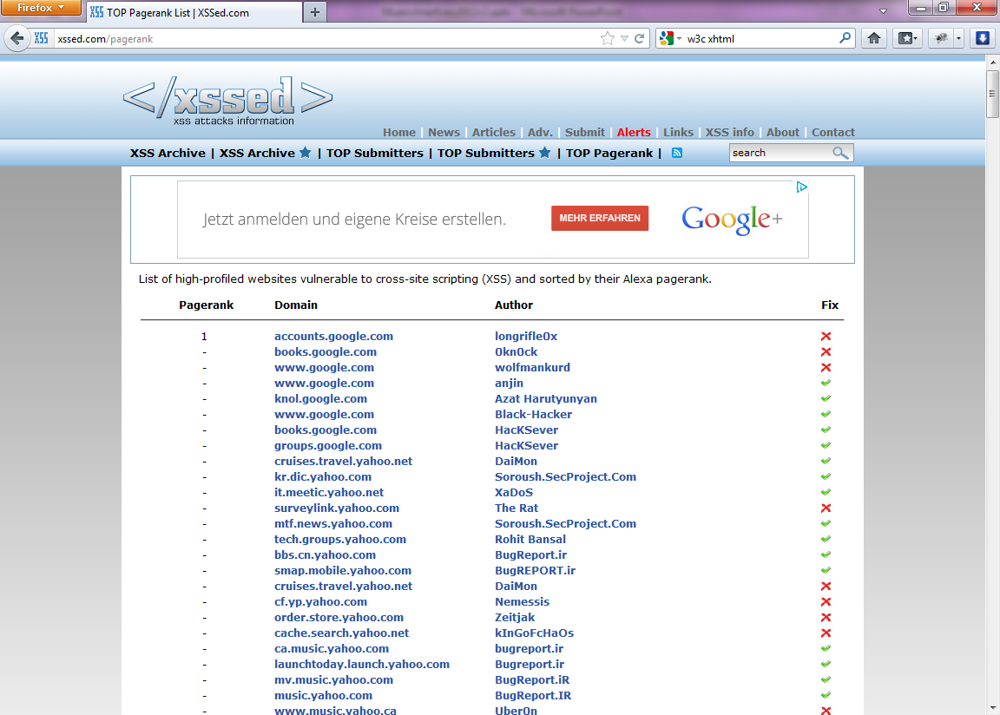 Firefox
XSS TOP Pagerank List | XSSed.com
XSS xssed.com/pagerank
w3c xhtml
</xssed>
xss attacks information
Home | News | Articles | Adv. | Submit | Alerts | Links | XSS info | About | Contact
XSS Archive | XSS Archive | TOP Submitters | TOP Submitters | TOP Pagerank |
search
Jetzt anmelden und eigene Kreise erstellen.
MEHR ERFAHREN
Google+
List of high-profiled websites vulnerable to cross-site scripting (XSS) and sorted by their Alexa pagerank.
Pagerank Domain Author Fix
1 accounts.google.com longrifle0x
- books.google.com 0kn0ck
- www.google.com wolfmankurd
- www.google.com anjin
- knol.google.com Azat Harutyunyan
- www.google.com Black-Hacker
- books.google.com HacKSever
- groups.google.com HacKSever
- cruises.travel.yahoo.net DaiMon
- kr.dic.yahoo.com Soroush.SecProject.Com
- it.meetic.yahoo.net XaDoS
- surveylink.yahoo.com The Rat
- mtf.news.yahoo.com Soroush.SecProject.Com
- tech.groups.yahoo.com Rohit Bansal
- bbs.cn.yahoo.com BugReport.ir
- smap.mobile.yahoo.com BugREPORT.ir
- cruises.travel.yahoo.net DaiMon
- cf.yp.yahoo.com Nemessis
- order.store.yahoo.com Zeitjak
- cache.search.yahoo.net kInGoFcHaOs
- ca.music.yahoo.com bugreport.ir
- launchtoday.launch.yahoo.com Bugreport.ir
- mv.music.yahoo.com BugReport.iR
- music.yahoo.com BugReport.IR
- www.music.yahoo.ca Uber0n